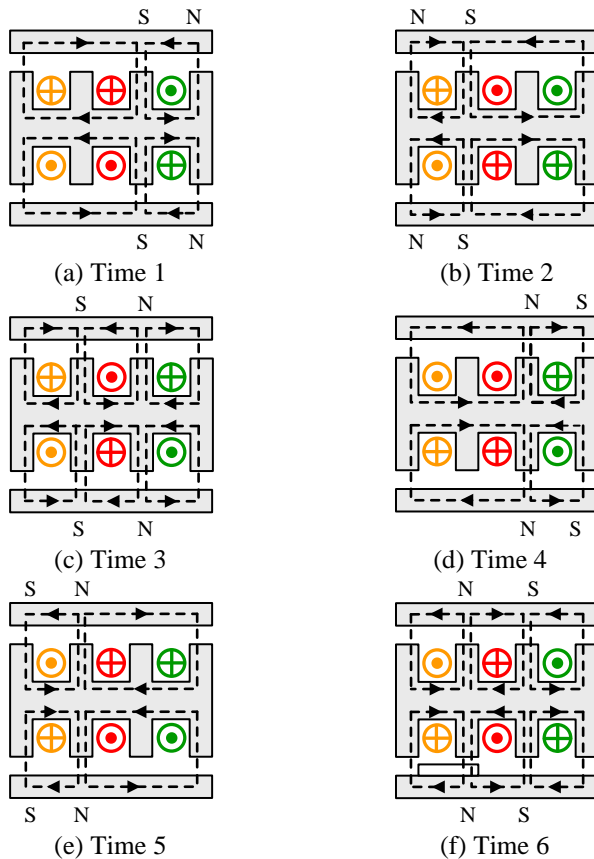 S N
N S
S N
N S
(a) Time 1
(b) Time 2
S N
N S
S N
N S
(c) Time 3
(d) Time 4
S N
N S
S N
N S
(e) Time 5
(f) Time 6